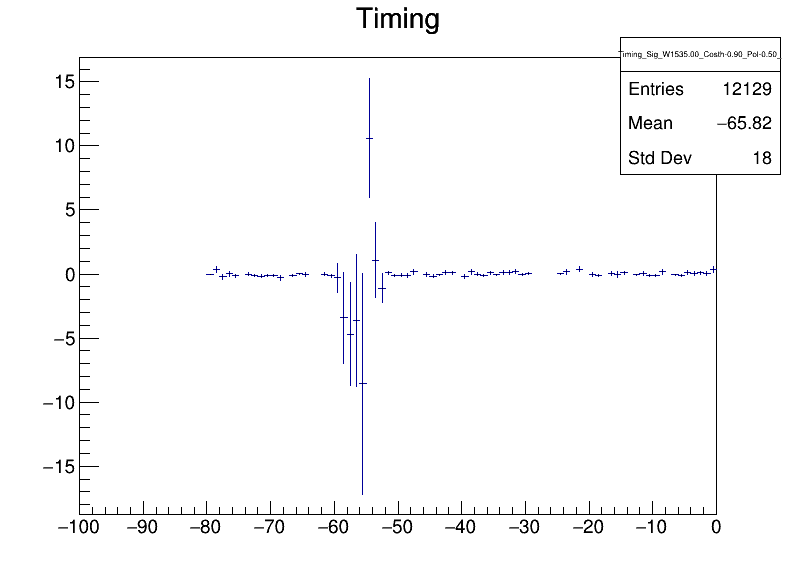 Timing
Timing_Sig_W1535.00_Costh-0.90_Pol-0.50_
Entries 12129
Mean −65.82
Std Dev 18
15
10
5
0
−5
−10
−15
−100 −90 −80 −70 −60 −50 −40 −30 −20 −10 0